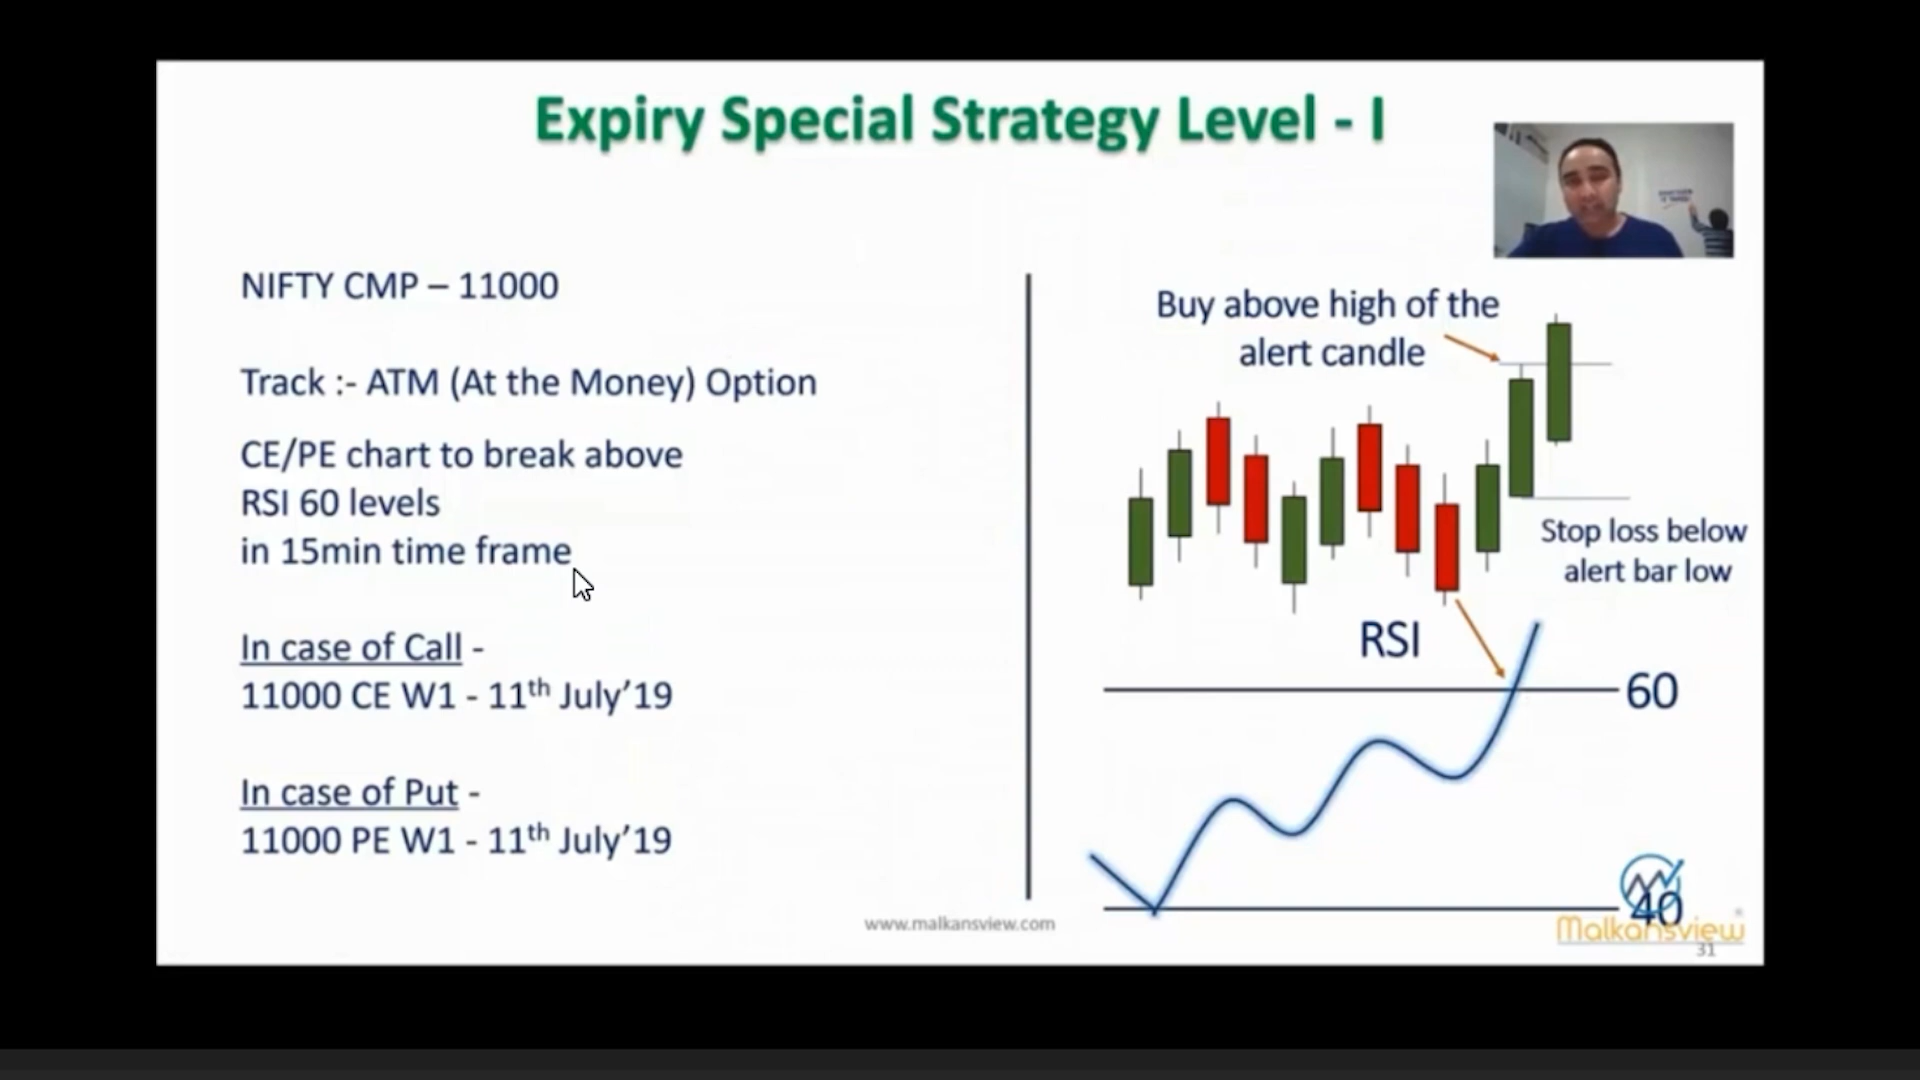 Expiry Special Strategy Level - I
NIFTY CMP – 11000
Track :- ATM (At the Money) Option
CE/PE chart to break above
RSI 60 levels
in 15min time frame
In case of Call -
11000 CE W1 - 11th July'19
In case of Put -
11000 PE W1 - 11th July'19
Buy above high of the
alert candle
Stop loss below
alert bar low
RSI
60
40
www.malkansview.com
Malkansview
31